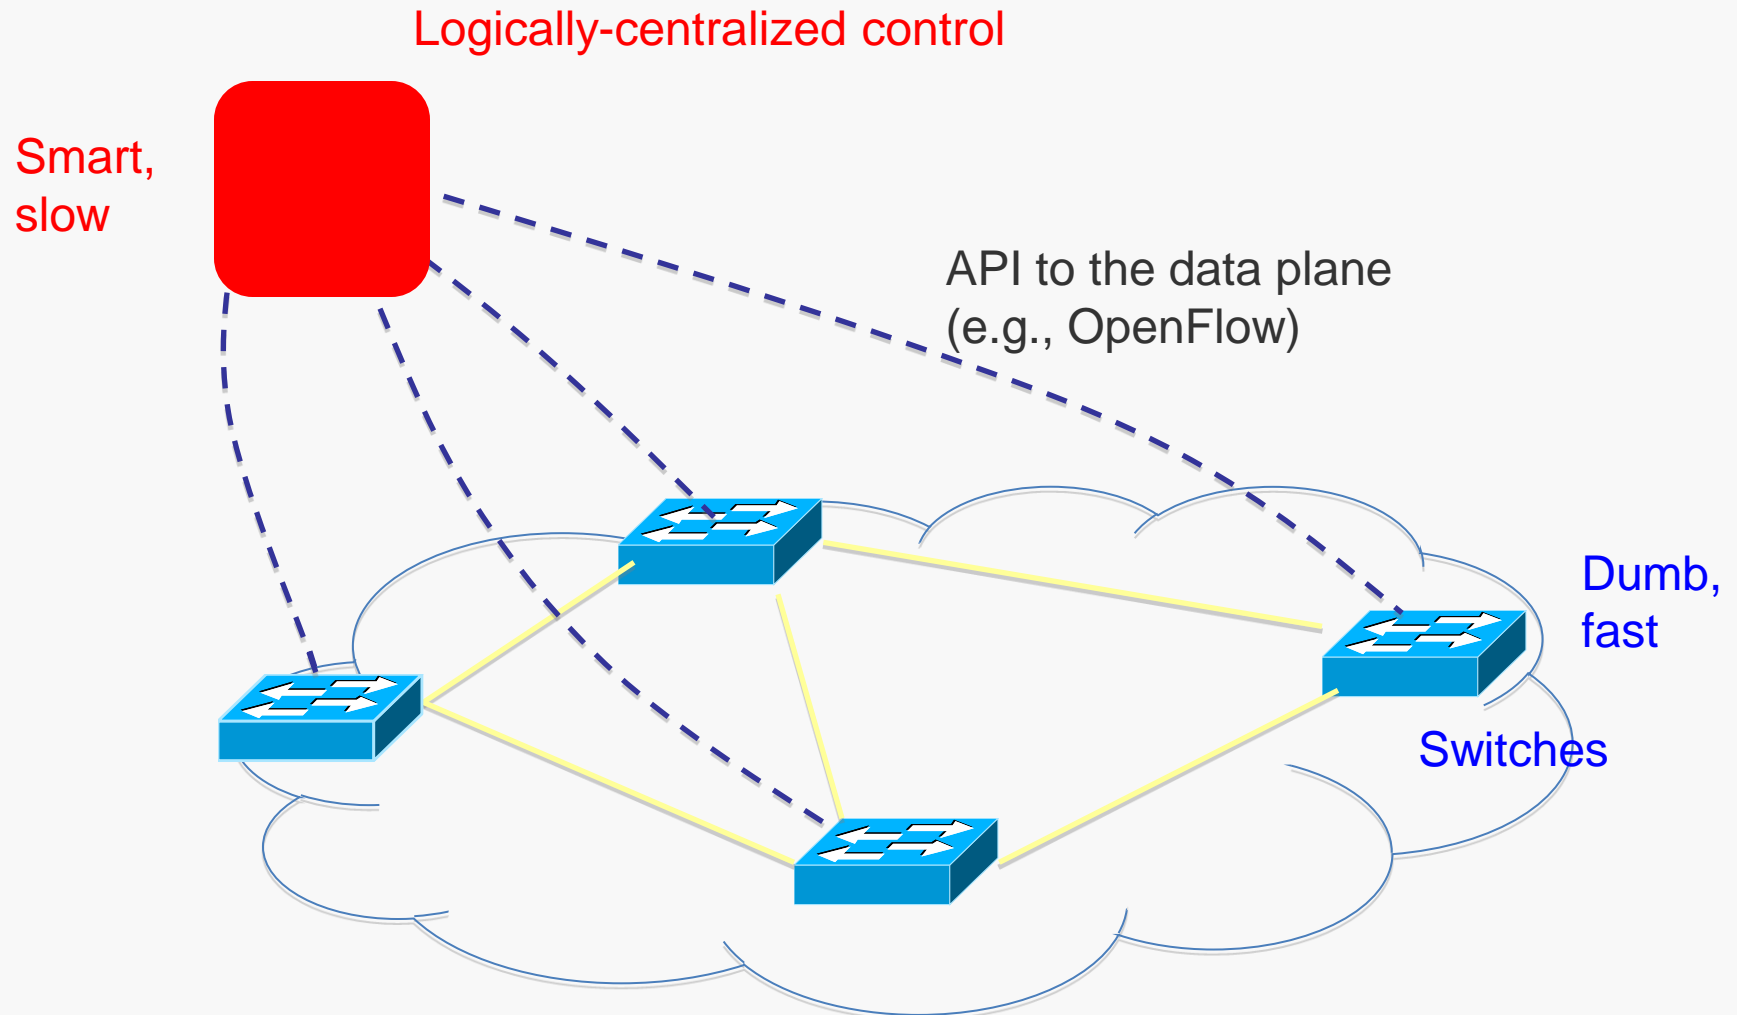 Logically-centralized control
Smart,
slow
API to the data plane
(e.g., OpenFlow)
Dumb,
fast
Switches